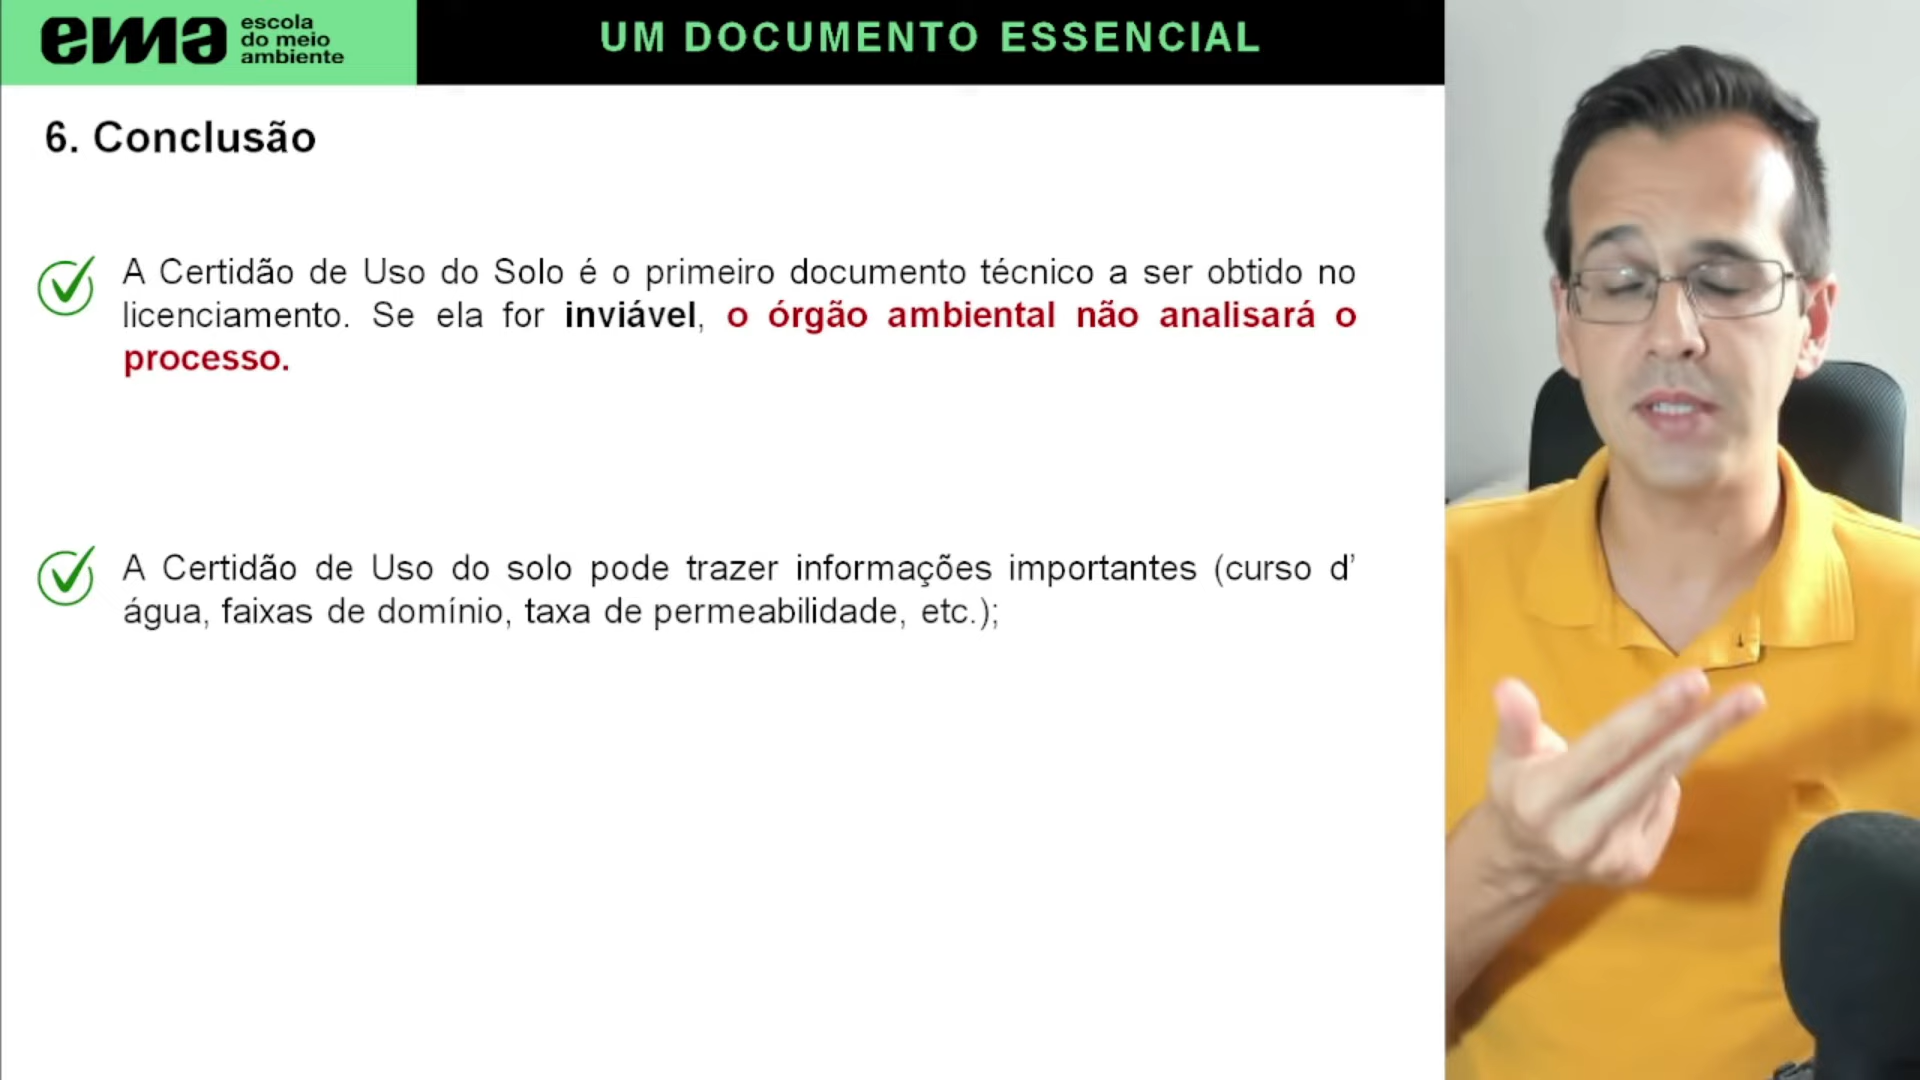 ema escola
do meio
ambiente
UM DOCUMENTO ESSENCIAL
6. Conclusão
A Certidão de Uso do Solo é o primeiro documento técnico a ser obtido no
licenciamento. Se ela for inviável, o órgão ambiental não analisará o
processo.
A Certidão de Uso do solo pode trazer informações importantes (curso d’
água, faixas de domínio, taxa de permeabilidade, etc.);